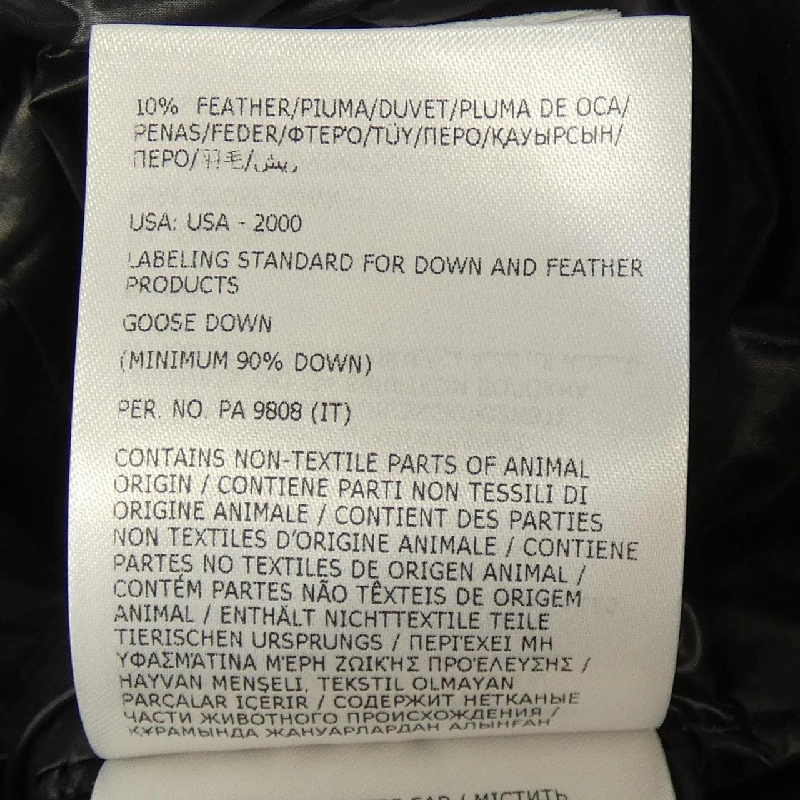 10% FEATHER/PIUMA/DUVET/PLUMA DE OCA/
PENAS/FEDER/ΦΤΕΡΌ/TÜY/ПЕРО/ҚАУЫРСЫН/
ПЕРО/羽毛/ريش
USA: USA - 2000
LABELING STANDARD FOR DOWN AND FEATHER
PRODUCTS
GOOSE DOWN
(MINIMUM 90% DOWN)
PER. NO. PA 9808 (IT)
CONTAINS NON-TEXTILE PARTS OF ANIMAL
ORIGIN / CONTIENE PARTI NON TESSILI DI
ORIGINE ANIMALE / CONTIENT DES PARTIES
NON TEXTILES D'ORIGINE ANIMALE / CONTIENE
PARTES NO TEXTILES DE ORIGEN ANIMAL /
CONTÉM PARTES NÃO TÊXTEIS DE ORIGEM
ANIMAL / ENTHÄLT NICHTTEXTILE TEILE
TIERISCHEN URSPRUNGS / ΠΕΡΙΈΧΕΙ ΜΗ
ΥΦΑΣΜΆΤΙΝΑ ΜΈΡΗ ΖΩΙΚΉΣ ΠΡΟΈΛΕΥΣΗΣ /
HAYVAN MENŞELİ, TEKSTIL OLMAYAN
PARÇALAR IÇERIR / СОДЕРЖИТ НЕТКАНЫЕ
ЧАСТИ ЖИВОТНОГО ПРОИСХОЖДЕНИЯ /
ҚҰРАМЫНДА ЖАНУАРЛАРДАН АЛЫНҒАН
/ МІСТИТЬ